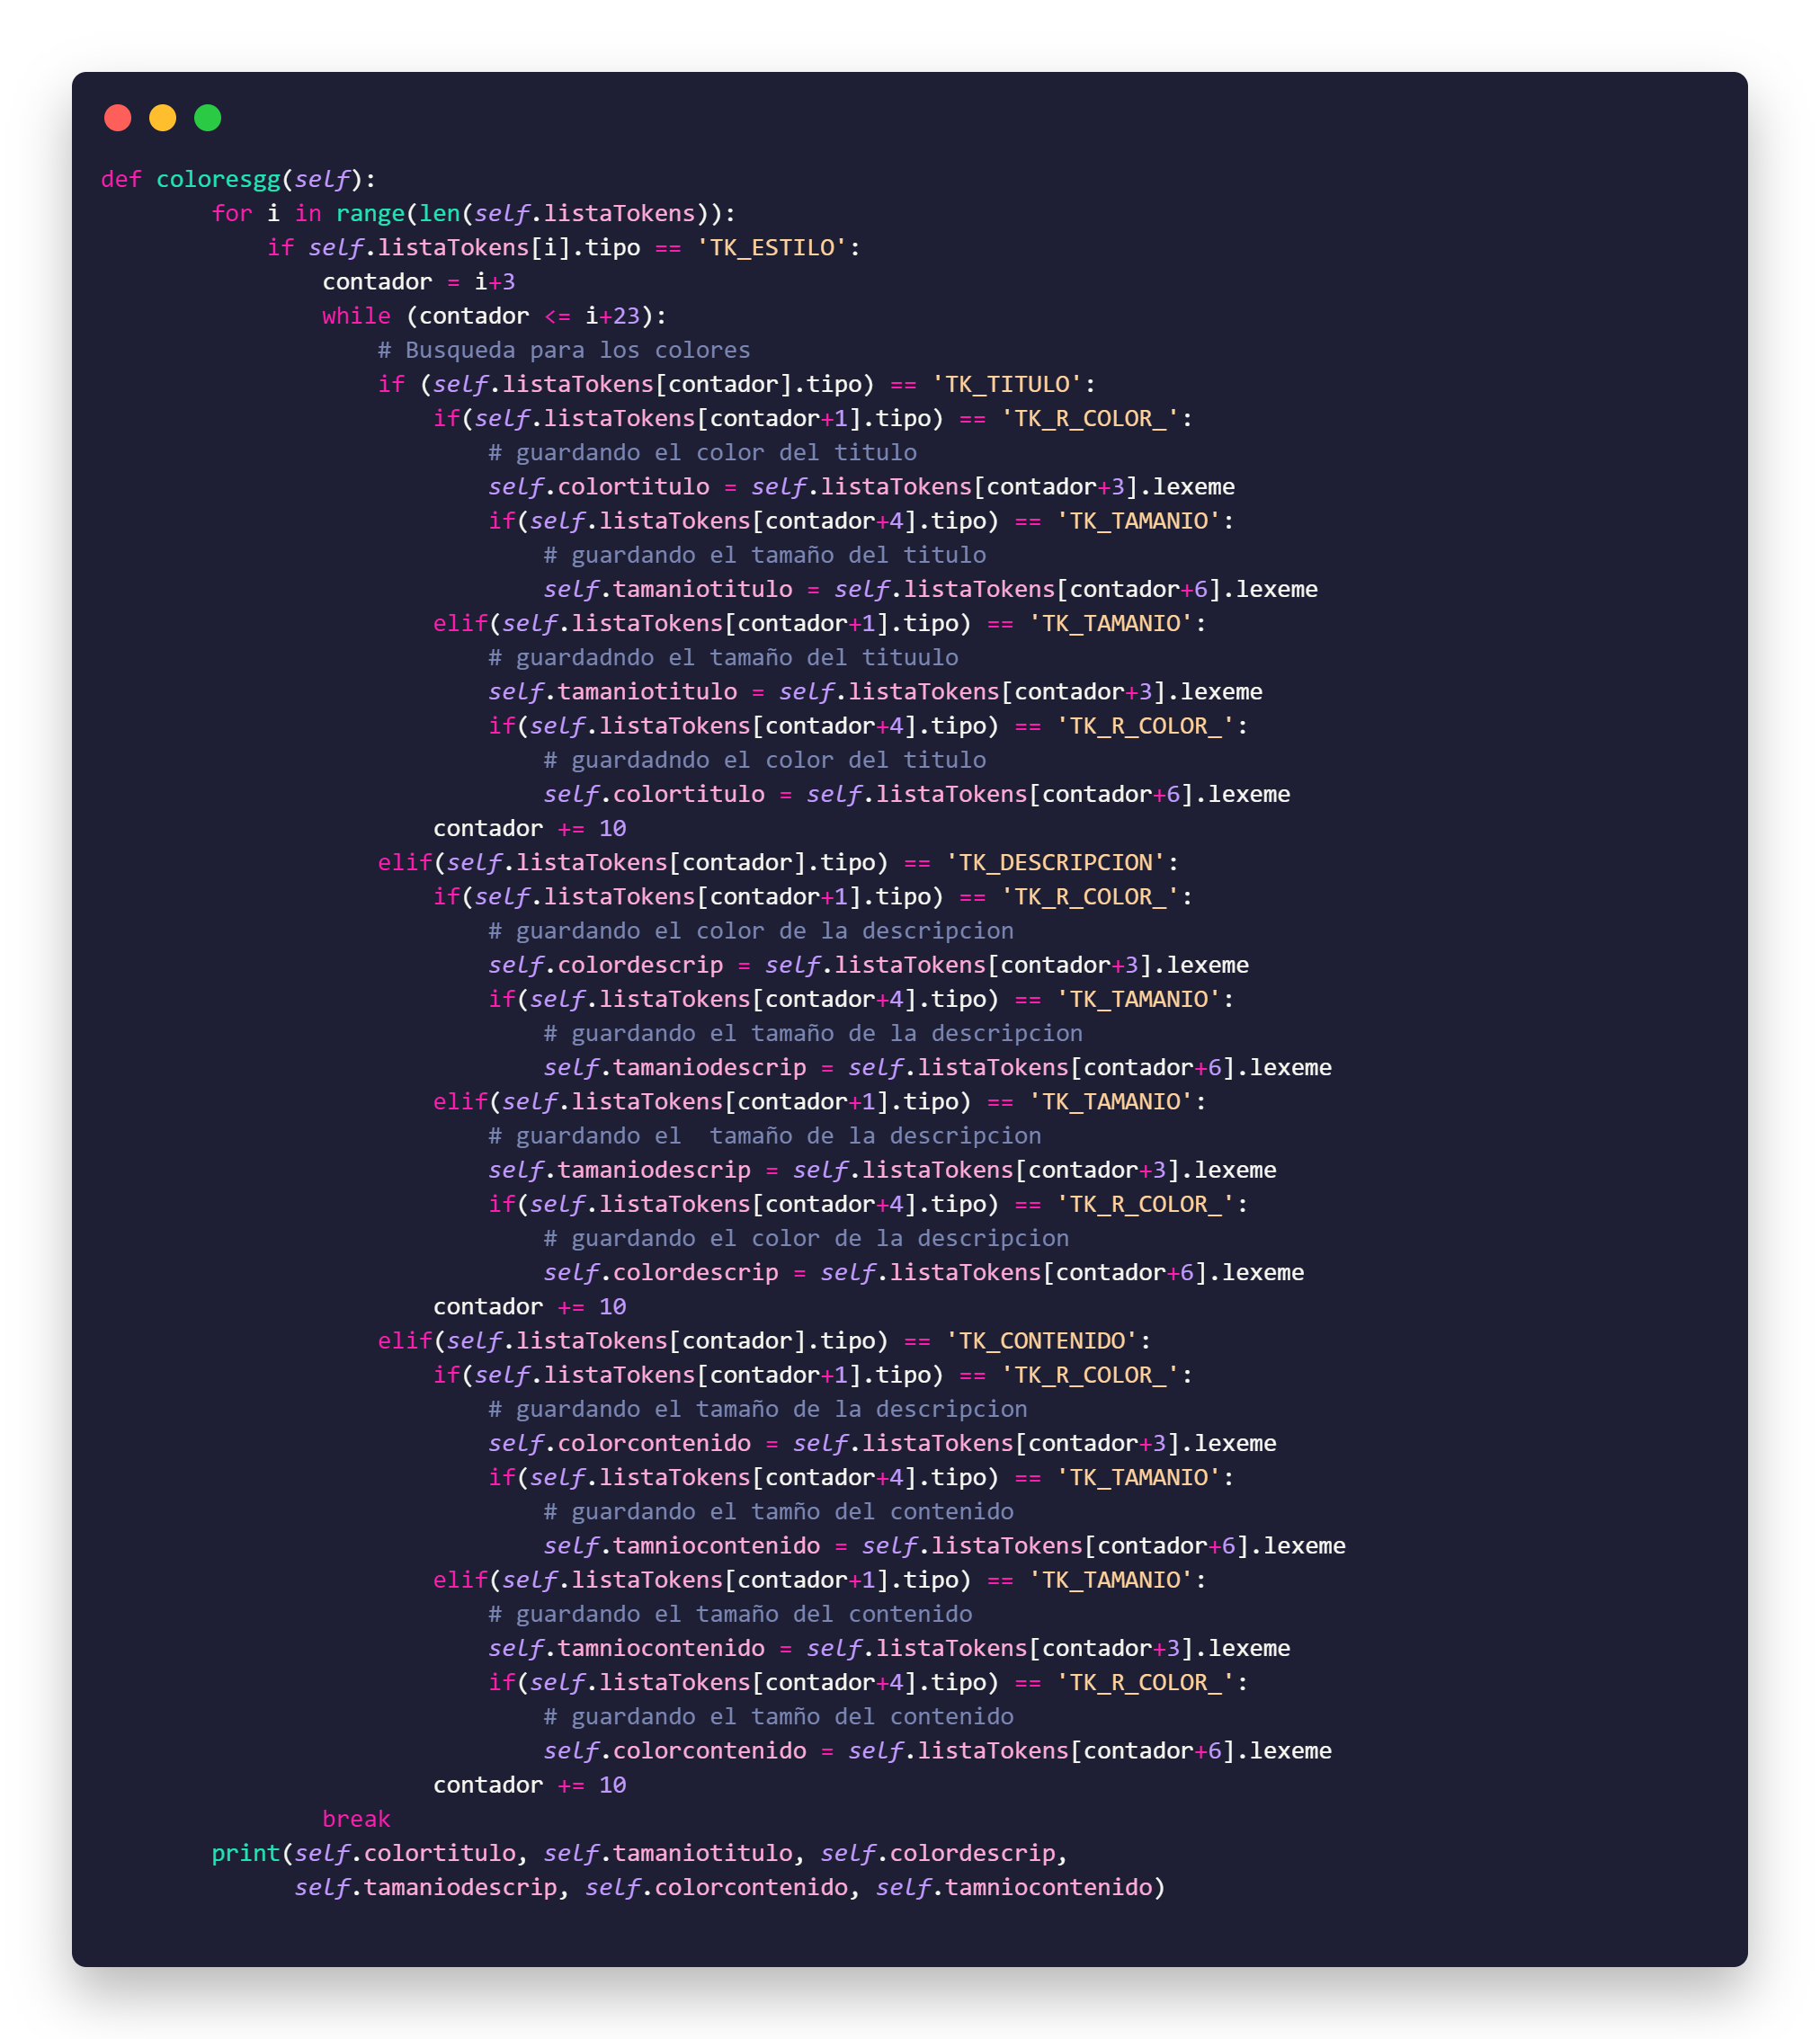 def coloresgg(self):
        for i in range(len(self.listaTokens)):
            if self.listaTokens[i].tipo == 'TK_ESTILO':
                contador = i+3
                while (contador <= i+23):
                    # Busqueda para los colores
                    if (self.listaTokens[contador].tipo) == 'TK_TITULO':
                        if(self.listaTokens[contador+1].tipo) == 'TK_R_COLOR_':
                            # guardando el color del titulo
                            self.colortitulo = self.listaTokens[contador+3].lexeme
                            if(self.listaTokens[contador+4].tipo) == 'TK_TAMANIO':
                                # guardando el tamaño del titulo
                                self.tamaniotitulo = self.listaTokens[contador+6].lexeme
                        elif(self.listaTokens[contador+1].tipo) == 'TK_TAMANIO':
                            # guardadndo el tamaño del tituulo
                            self.tamaniotitulo = self.listaTokens[contador+3].lexeme
                            if(self.listaTokens[contador+4].tipo) == 'TK_R_COLOR_':
                                # guardadndo el color del titulo
                                self.colortitulo = self.listaTokens[contador+6].lexeme
                        contador += 10
                    elif(self.listaTokens[contador].tipo) == 'TK_DESCRIPCION':
                        if(self.listaTokens[contador+1].tipo) == 'TK_R_COLOR_':
                            # guardando el color de la descripcion
                            self.colordescrip = self.listaTokens[contador+3].lexeme
                            if(self.listaTokens[contador+4].tipo) == 'TK_TAMANIO':
                                # guardando el tamaño de la descripcion
                                self.tamaniodescrip = self.listaTokens[contador+6].lexeme
                        elif(self.listaTokens[contador+1].tipo) == 'TK_TAMANIO':
                            # guardando el  tamaño de la descripcion
                            self.tamaniodescrip = self.listaTokens[contador+3].lexeme
                            if(self.listaTokens[contador+4].tipo) == 'TK_R_COLOR_':
                                # guardando el color de la descripcion
                                self.colordescrip = self.listaTokens[contador+6].lexeme
                        contador += 10
                    elif(self.listaTokens[contador].tipo) == 'TK_CONTENIDO':
                        if(self.listaTokens[contador+1].tipo) == 'TK_R_COLOR_':
                            # guardando el tamaño de la descripcion
                            self.colorcontenido = self.listaTokens[contador+3].lexeme
                            if(self.listaTokens[contador+4].tipo) == 'TK_TAMANIO':
                                # guardando el tamño del contenido
                                self.tamniocontenido = self.listaTokens[contador+6].lexeme
                        elif(self.listaTokens[contador+1].tipo) == 'TK_TAMANIO':
                            # guardando el tamaño del contenido
                            self.tamniocontenido = self.listaTokens[contador+3].lexeme
                            if(self.listaTokens[contador+4].tipo) == 'TK_R_COLOR_':
                                # guardando el tamño del contenido
                                self.colorcontenido = self.listaTokens[contador+6].lexeme
                        contador += 10
                break
        print(self.colortitulo, self.tamaniotitulo, self.colordescrip,
              self.tamaniodescrip, self.colorcontenido, self.tamniocontenido)